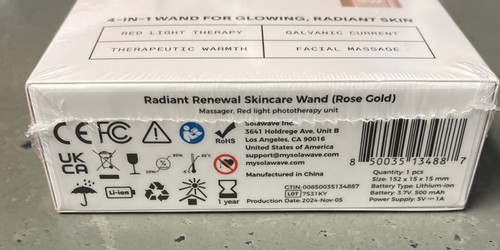 4-IN-1 WAND FOR GLOWING, RADIANT SKIN
RED LIGHT THERAPY
GALVANIC CURRENT
THERAPEUTIC WARMTH
FACIAL MASSAGE
Radiant Renewal Skincare Wand (Rose Gold)
Massager, Red light phototherapy unit
CE FC
RoHS
Solawave Inc.
3641 Holdrege Ave, Unit B
Los Angeles, CA 90016
United States of America
support@mysolawave.com
mysolawave.com
Manufactured in China
UK
CA
Li-ion
1 year
GTIN: 00850035134887
LOT 7531KY
Production Date: 2024-Nov-05
8 50035 13488 7
Quantity: 1 pcs
Size: 152 x 15 x 15 mm
Battery Type: Lithium-ion
Battery: 3.7V, 500 mAh
Power Supply: 5V 1A